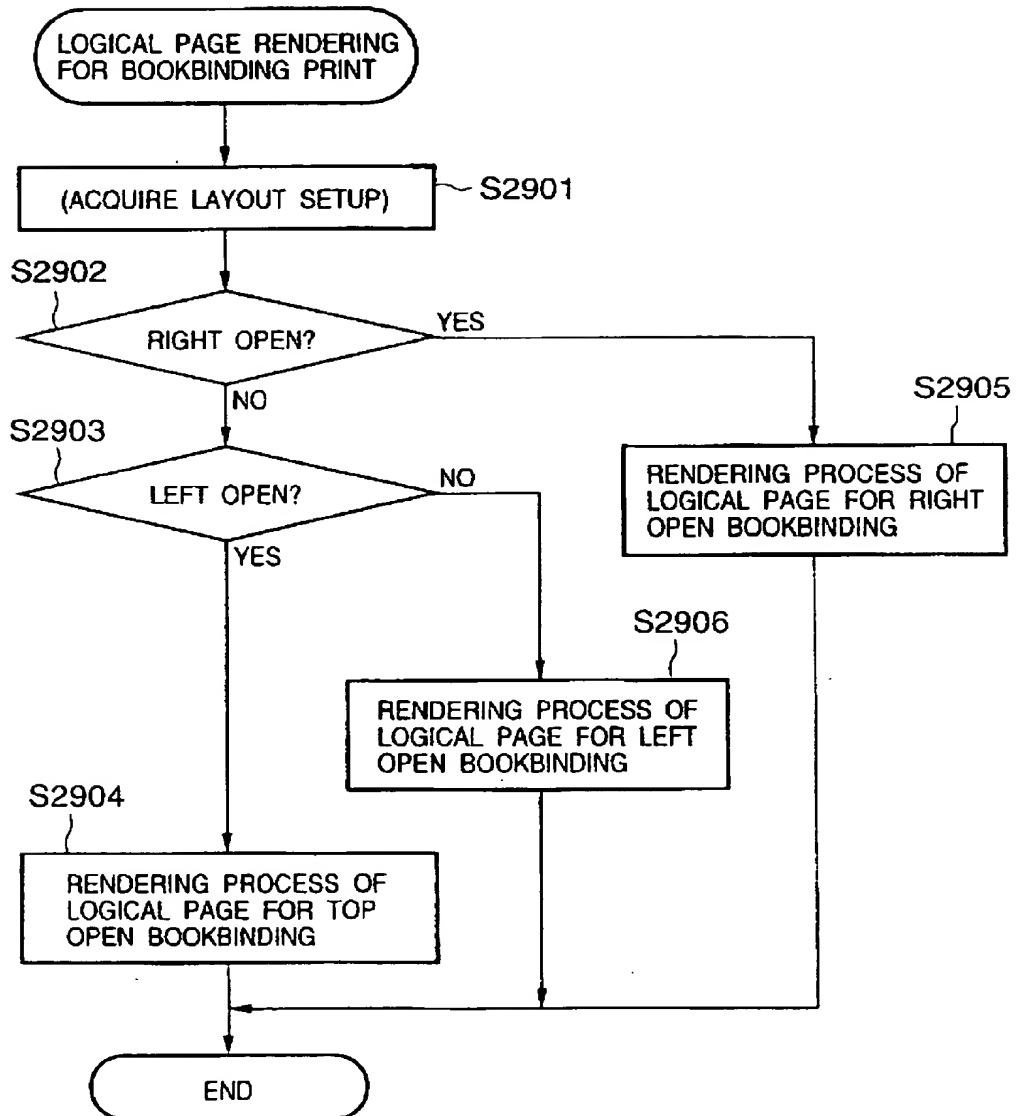 LOGICAL PAGE RENDERING
FOR BOOKBINDING PRINT
(ACQUIRE LAYOUT SETUP)
S2901
S2902
RIGHT OPEN?
YES
NO
S2903
LEFT OPEN?
NO
YES
S2905
RENDERING PROCESS OF
LOGICAL PAGE FOR RIGHT
OPEN BOOKBINDING
S2906
RENDERING PROCESS OF
LOGICAL PAGE FOR LEFT
OPEN BOOKBINDING
S2904
RENDERING PROCESS OF
LOGICAL PAGE FOR TOP
OPEN BOOKBINDING
END